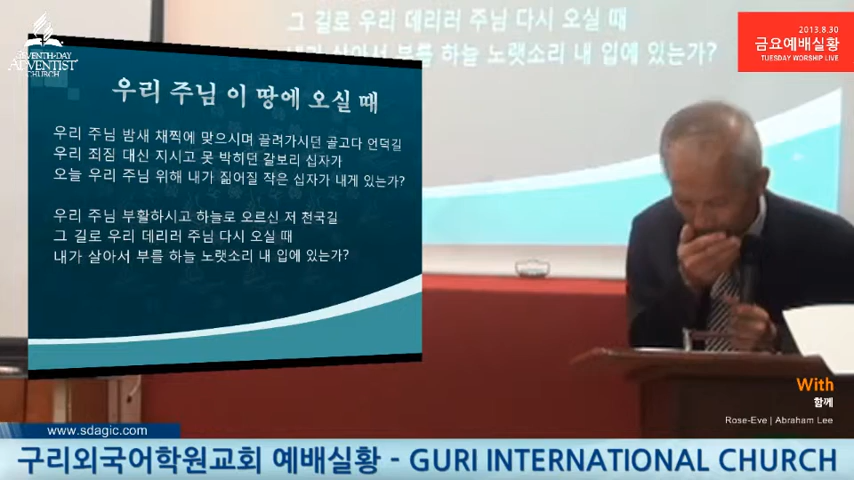 그 길로 우리 데리러 주님 다시 오실 때
내가 살아서 부를 하늘 노랫소리 내 입에 있는가?
2013.8.30
금요예배실황
TUESDAY WORSHIP LIVE
SEVENTH-DAY
ADVENTIST
CHURCH
우리 주님 이 땅에 오실 때
우리 주님 밤새 채찍에 맞으시며 끌려가시던 골고다 언덕길
우리 죄짐 대신 지시고 못 박히던 갈보리 십자가
오늘 우리 주님 위해 내가 짊어질 작은 십자가 내게 있는가?
우리 주님 부활하시고 하늘로 오르신 저 천국길
그 길로 우리 데리러 주님 다시 오실 때
내가 살아서 부를 하늘 노랫소리 내 입에 있는가?
With
함께
Rose-Eve | Abraham Lee
www.sdagic.com
구리외국어학원교회 예배실황 - GURI INTERNATIONAL CHURCH